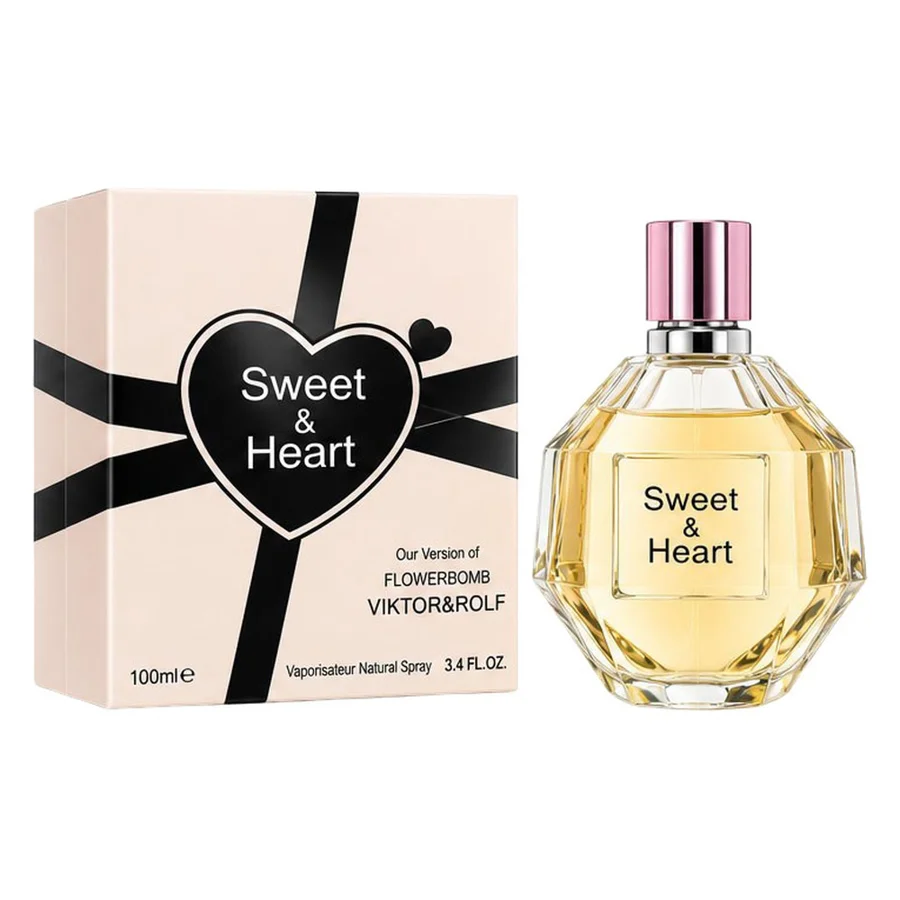 Sweet
&
Heart
Our Version of
FLOWERBOMB
VIKTOR&ROLF
100ml℮
Vaporisateur Natural Spray 3.4 FL.OZ.
Sweet
&
Heart